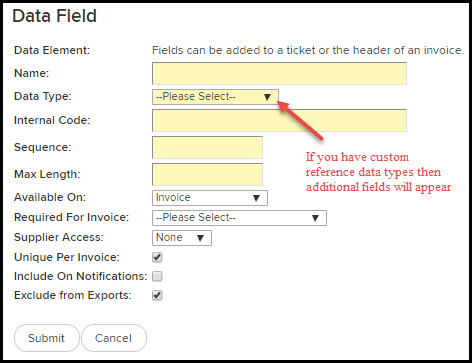 Data Field
Data Element: Fields can be added to a ticket or the header of an invoice.
Name:
Data Type: --Please Select--
Internal Code:
Sequence:
Max Length:
If you have custom
reference data types then
additional fields will appear
Available On: Invoice
Required For Invoice: --Please Select--
Supplier Access: None
Unique Per Invoice:
Include On Notifications:
Exclude from Exports:
Submit Cancel